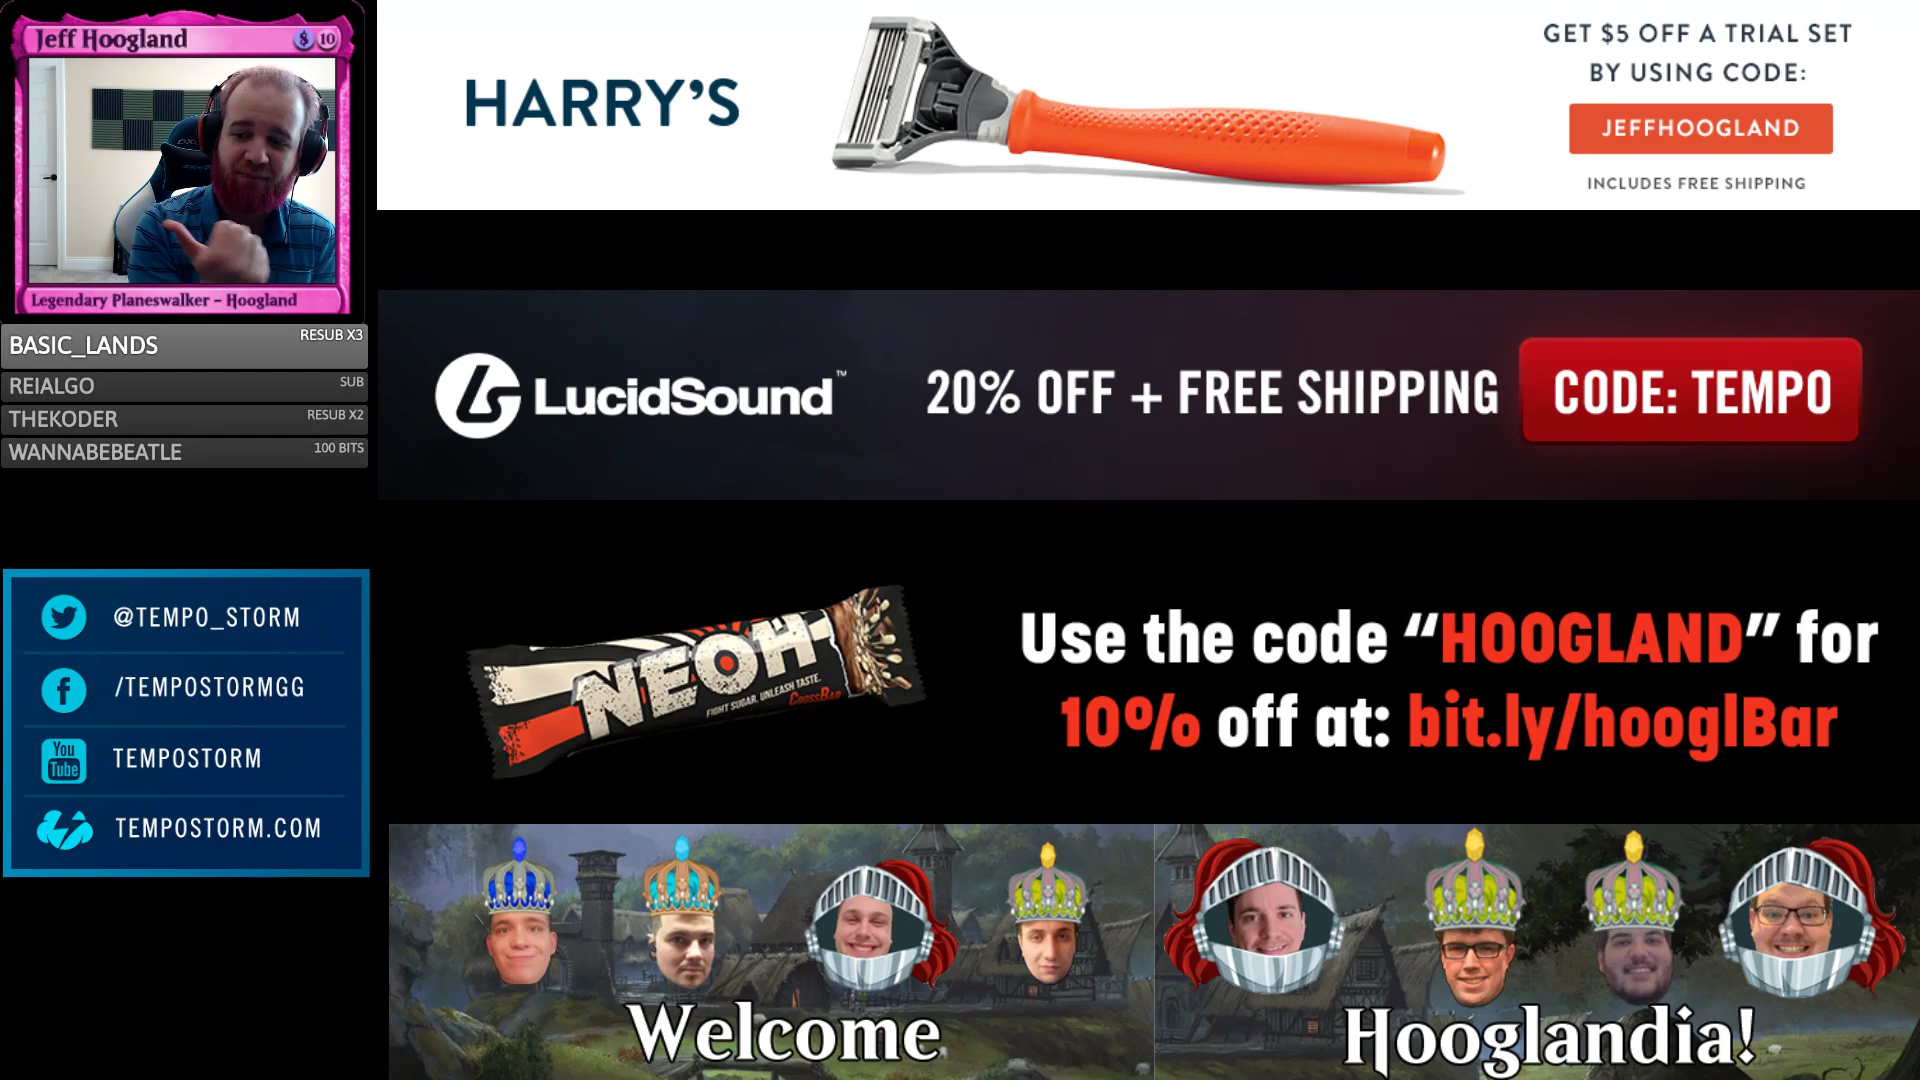 Jeff Hoogland
10
Legendary Planeswalker – Hoogland
BASIC_LANDS RESUB X3
REIALGO SUB
THEKODER RESUB X2
WANNABEBEATLE 100 BITS
@TEMPO_STORM
/TEMPOSTORMGG
You
Tube
TEMPOSTORM
TEMPOSTORM.COM
HARRY'S
GET $5 OFF A TRIAL SET
BY USING CODE:
JEFFHOOGLAND
INCLUDES FREE SHIPPING
LucidSound™
20% OFF + FREE SHIPPING
CODE: TEMPO
NEOH
FIGHT SUGAR. UNLEASH TASTE.
CROSSBAR
Use the code “HOOGLAND” for
10% off at: bit.ly/hooglBar
Welcome
Hooglandia!